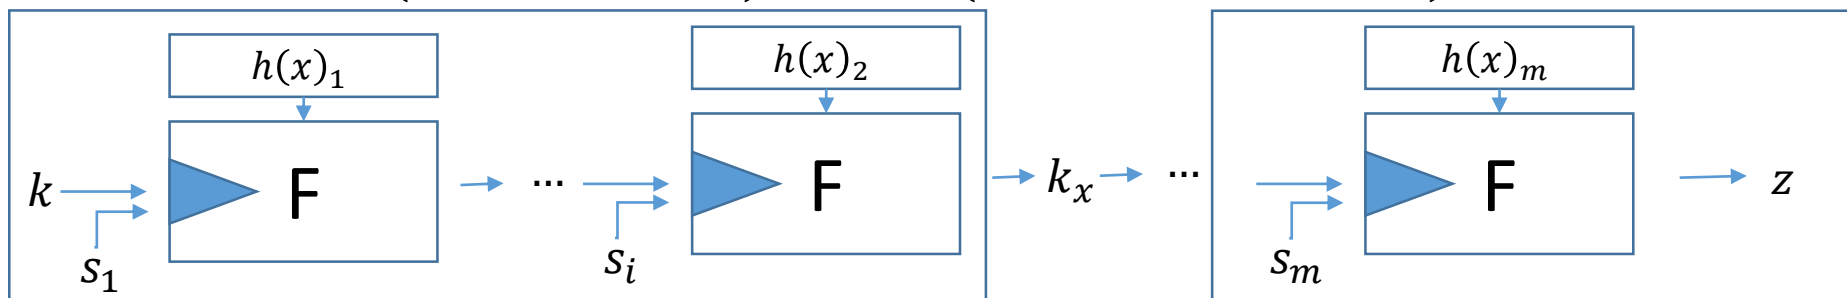 h(x)₁ h(x)₂ h(x)ₘ
k F ... F kₓ ... F z
s₁ sᵢ sₘ